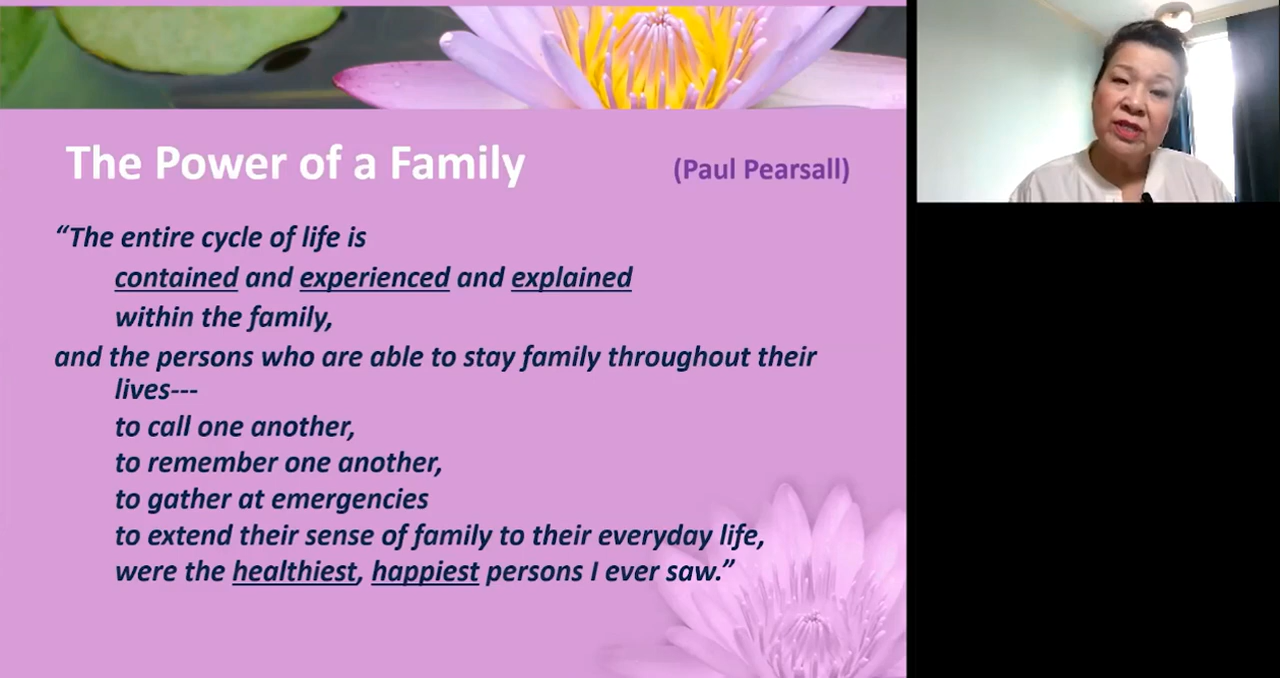 The Power of a Family (Paul Pearsall)
“The entire cycle of life is
contained and experienced and explained
within the family,
and the persons who are able to stay family throughout their
lives---
to call one another,
to remember one another,
to gather at emergencies
to extend their sense of family to their everyday life,
were the healthiest, happiest persons I ever saw.”